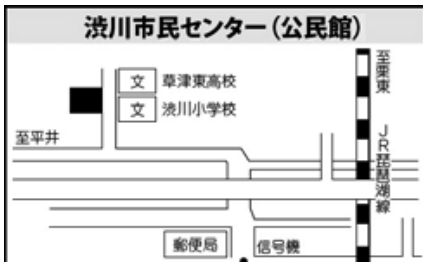 渋川市民センター(公民館)
至栗東
文 草津東高校
文 渋川小学校
至平井
JR琵琶湖線
郵便局
信号機